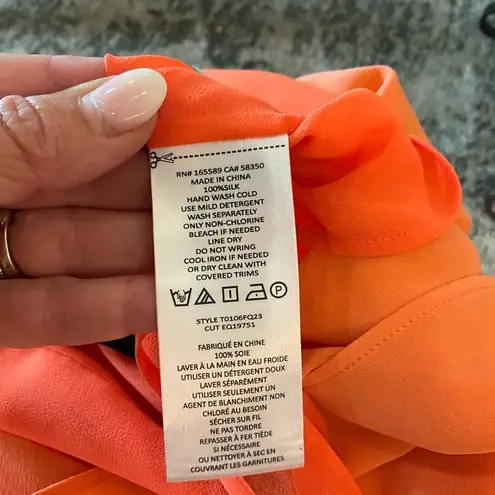 RN# 165589 CA# 58350
MADE IN CHINA
100%SILK
HAND WASH COLD
USE MILD DETERGENT
WASH SEPARATELY
ONLY NON-CHLORINE
BLEACH IF NEEDED
LINE DRY
DO NOT WRING
COOL IRON IF NEEDED
OR DRY CLEAN WITH
COVERED TRIMS
P
STYLE T0106FQ23
CUT EQ19751
FABRIQUÉ EN CHINE
100% SOIE
LAVER À LA MAIN EN EAU FROIDE
UTILISER UN DÉTERGENT DOUX
LAVER SÉPARÉMENT
UTILISEZ SEULEMENT UN
AGENT DE BLANCHIMENT NON
CHLORÉ AU BESOIN
SÉCHER SUR FIL
NE PAS TORDRE
REPASSER À FER TIÈDE
SI NÉCESSAIRE
OU NETTOYER À SEC EN
COUVRANT LES GARNITURES